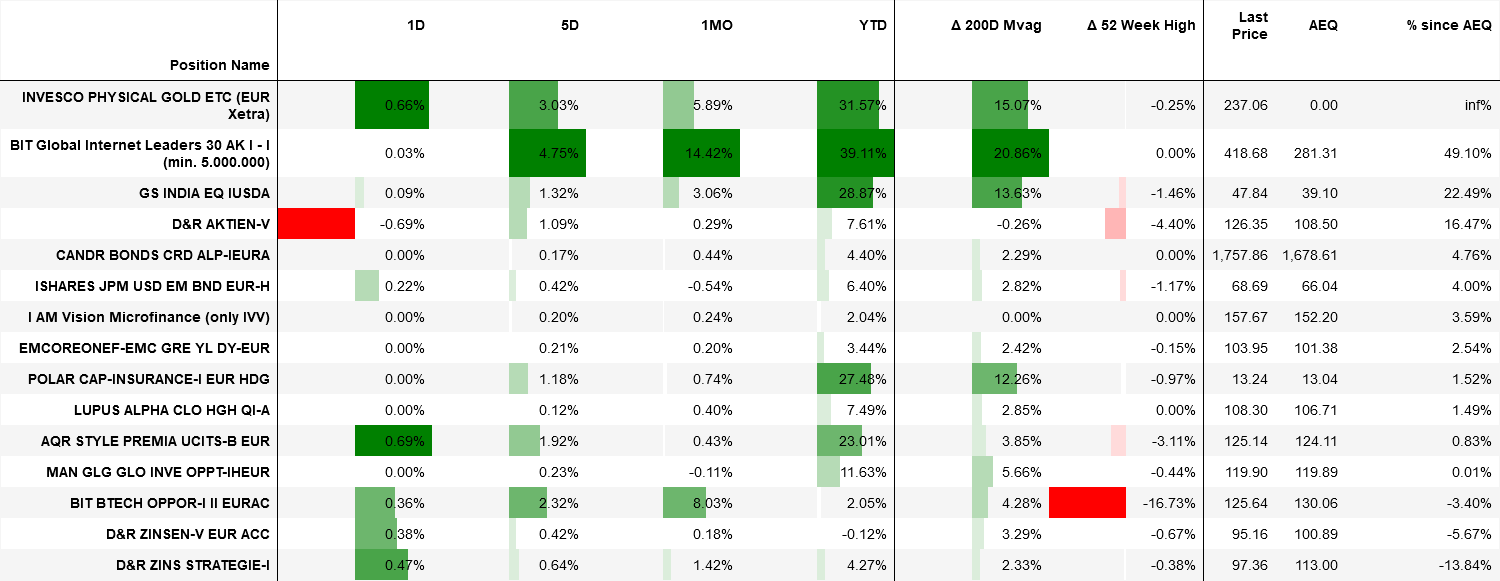 1D 5D 1MO YTD Δ 200D Mvag Δ 52 Week High Last Price AEQ % since AEQ
Position Name
INVESCO PHYSICAL GOLD ETC (EUR Xetra) 0.66% 3.03% 5.89% 31.57% 15.07% -0.25% 237.06 0.00 inf%
BIT Global Internet Leaders 30 AK I - I (min. 5.000.000) 0.03% 4.75% 14.42% 39.11% 20.86% 0.00% 418.68 281.31 49.10%
GS INDIA EQ IUSDA 0.09% 1.32% 3.06% 28.87% 13.63% -1.46% 47.84 39.10 22.49%
D&R AKTIEN-V -0.69% 1.09% 0.29% 7.61% -0.26% -4.40% 126.35 108.50 16.47%
CANDR BONDS CRD ALP-IEURA 0.00% 0.17% 0.44% 4.40% 2.29% 0.00% 1,757.86 1,678.61 4.76%
ISHARES JPM USD EM BND EUR-H 0.22% 0.42% -0.54% 6.40% 2.82% -1.17% 68.69 66.04 4.00%
I AM Vision Microfinance (only IVV) 0.00% 0.20% 0.24% 2.04% 0.00% 0.00% 157.67 152.20 3.59%
EMCOREONEF-EMC GRE YL DY-EUR 0.00% 0.21% 0.20% 3.44% 2.42% -0.15% 103.95 101.38 2.54%
POLAR CAP-INSURANCE-I EUR HDG 0.00% 1.18% 0.74% 27.48% 12.26% -0.97% 13.24 13.04 1.52%
LUPUS ALPHA CLO HGH QI-A 0.00% 0.12% 0.40% 7.49% 2.85% 0.00% 108.30 106.71 1.49%
AQR STYLE PREMIA UCITS-B EUR 0.69% 1.92% 0.43% 23.01% 3.85% -3.11% 125.14 124.11 0.83%
MAN GLG GLO INVE OPPT-IHEUR 0.00% 0.23% -0.11% 11.63% 5.66% -0.44% 119.90 119.89 0.01%
BIT BTECH OPPOR-I II EURAC 0.36% 2.32% 8.03% 2.05% 4.28% -16.73% 125.64 130.06 -3.40%
D&R ZINSEN-V EUR ACC 0.38% 0.42% 0.18% -0.12% 3.29% -0.67% 95.16 100.89 -5.67%
D&R ZINS STRATEGIE-I 0.47% 0.64% 1.42% 4.27% 2.33% -0.38% 97.36 113.00 -13.84%